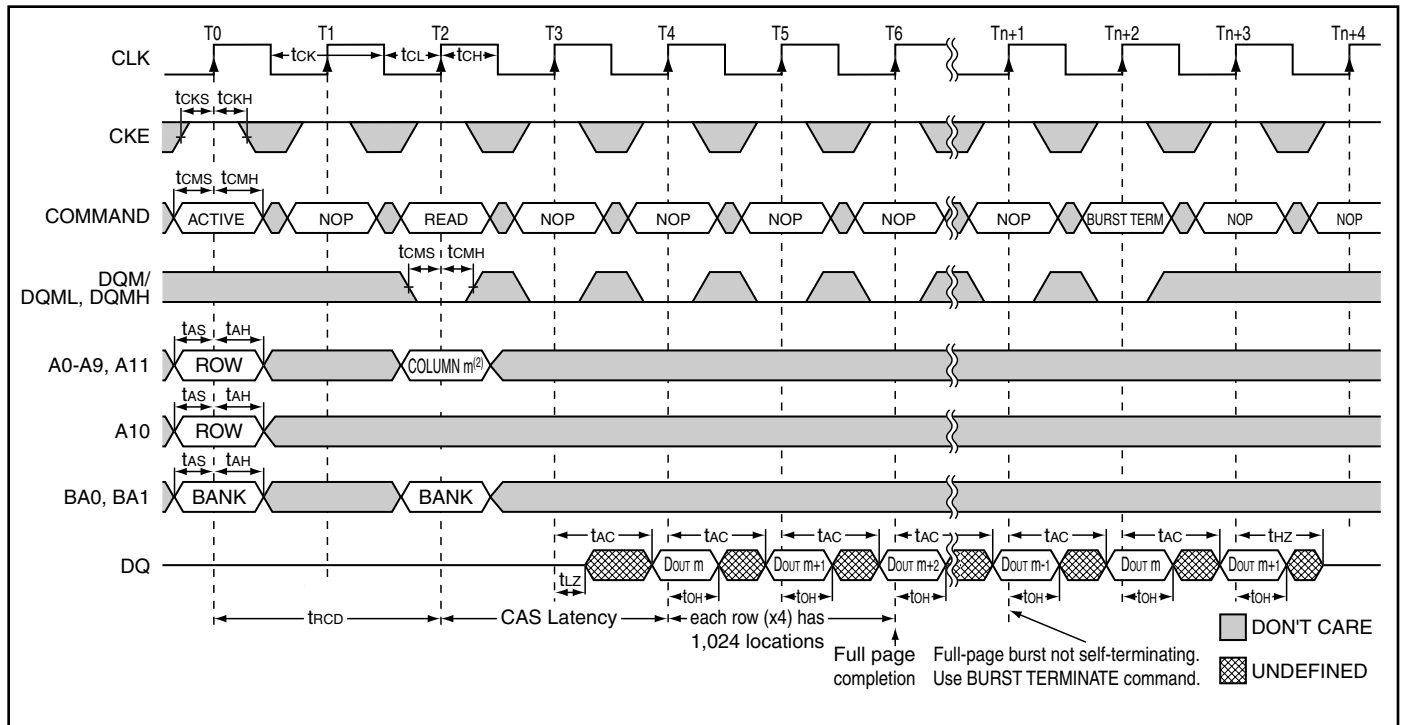 T0 T1 T2 T3 T4 T5 T6 Tn+1 Tn+2 Tn+3 Tn+4
CLK
tCK tCL tCH
tCKS tCKH
CKE
tCMS tCMH
COMMAND ACTIVE NOP READ NOP NOP NOP NOP NOP BURST TERM NOP NOP
tCMS tCMH
DQM/
DQML, DQMH
tAS tAH
A0-A9, A11 ROW COLUMN m(2)
tAS tAH
A10 ROW
tAS tAH
BA0, BA1 BANK BANK
tAC tAC tAC tAC tAC tAC tHZ
DQ DOUT m DOUT m+1 DOUT m+2 DOUT m-1 DOUT m DOUT m+1
tLZ tOH tOH tOH tOH tOH tOH
tRCD CAS Latency each row (x4) has
1,024 locations
Full page
completion
Full-page burst not self-terminating.
Use BURST TERMINATE command.
DON'T CARE
UNDEFINED